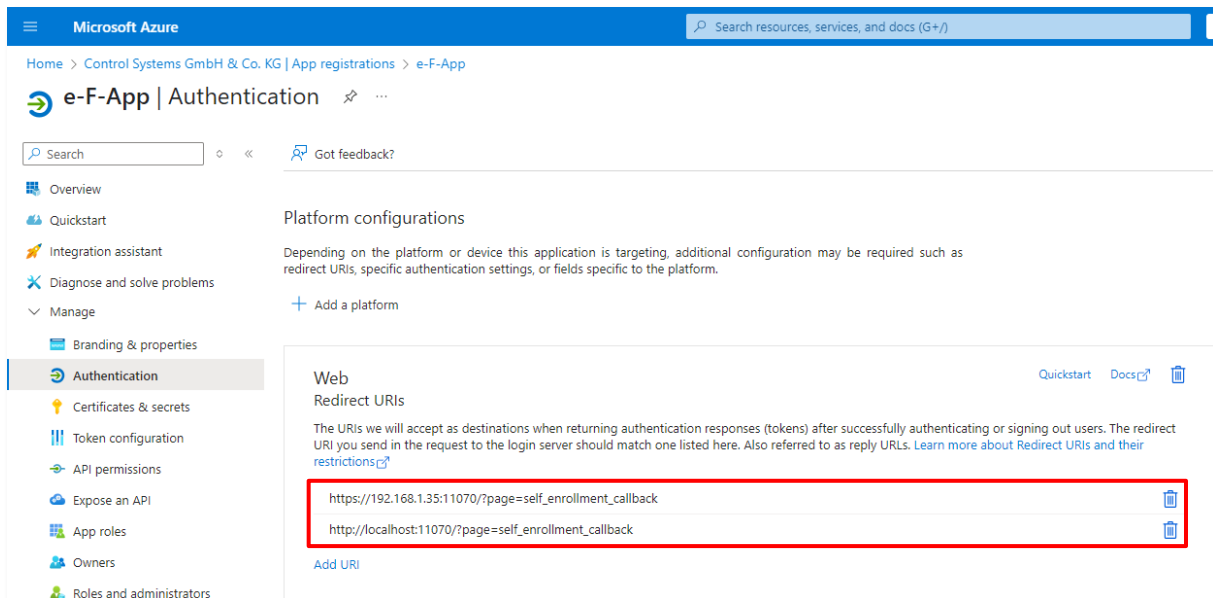 Microsoft Azure
Search resources, services, and docs (G+/)
Home > Control Systems GmbH & Co. KG | App registrations > e-F-App
e-F-App | Authentication
Search
Got feedback?
Overview
Quickstart
Integration assistant
Diagnose and solve problems
Manage
Branding & properties
Authentication
Certificates & secrets
Token configuration
API permissions
Expose an API
App roles
Owners
Roles and administrators
Platform configurations
Depending on the platform or device this application is targeting, additional configuration may be required such as
redirect URIs, specific authentication settings, or fields specific to the platform.
Add a platform
Web
Quickstart
Docs
Redirect URIs
The URIs we will accept as destinations when returning authentication responses (tokens) after successfully authenticating or signing out users. The redirect
URI you send in the request to the login server should match one listed here. Also referred to as reply URLs. Learn more about Redirect URIs and their
restrictions
https://192.168.1.35:11070/?page=self_enrollment_callback
http://localhost:11070/?page=self_enrollment_callback
Add URI